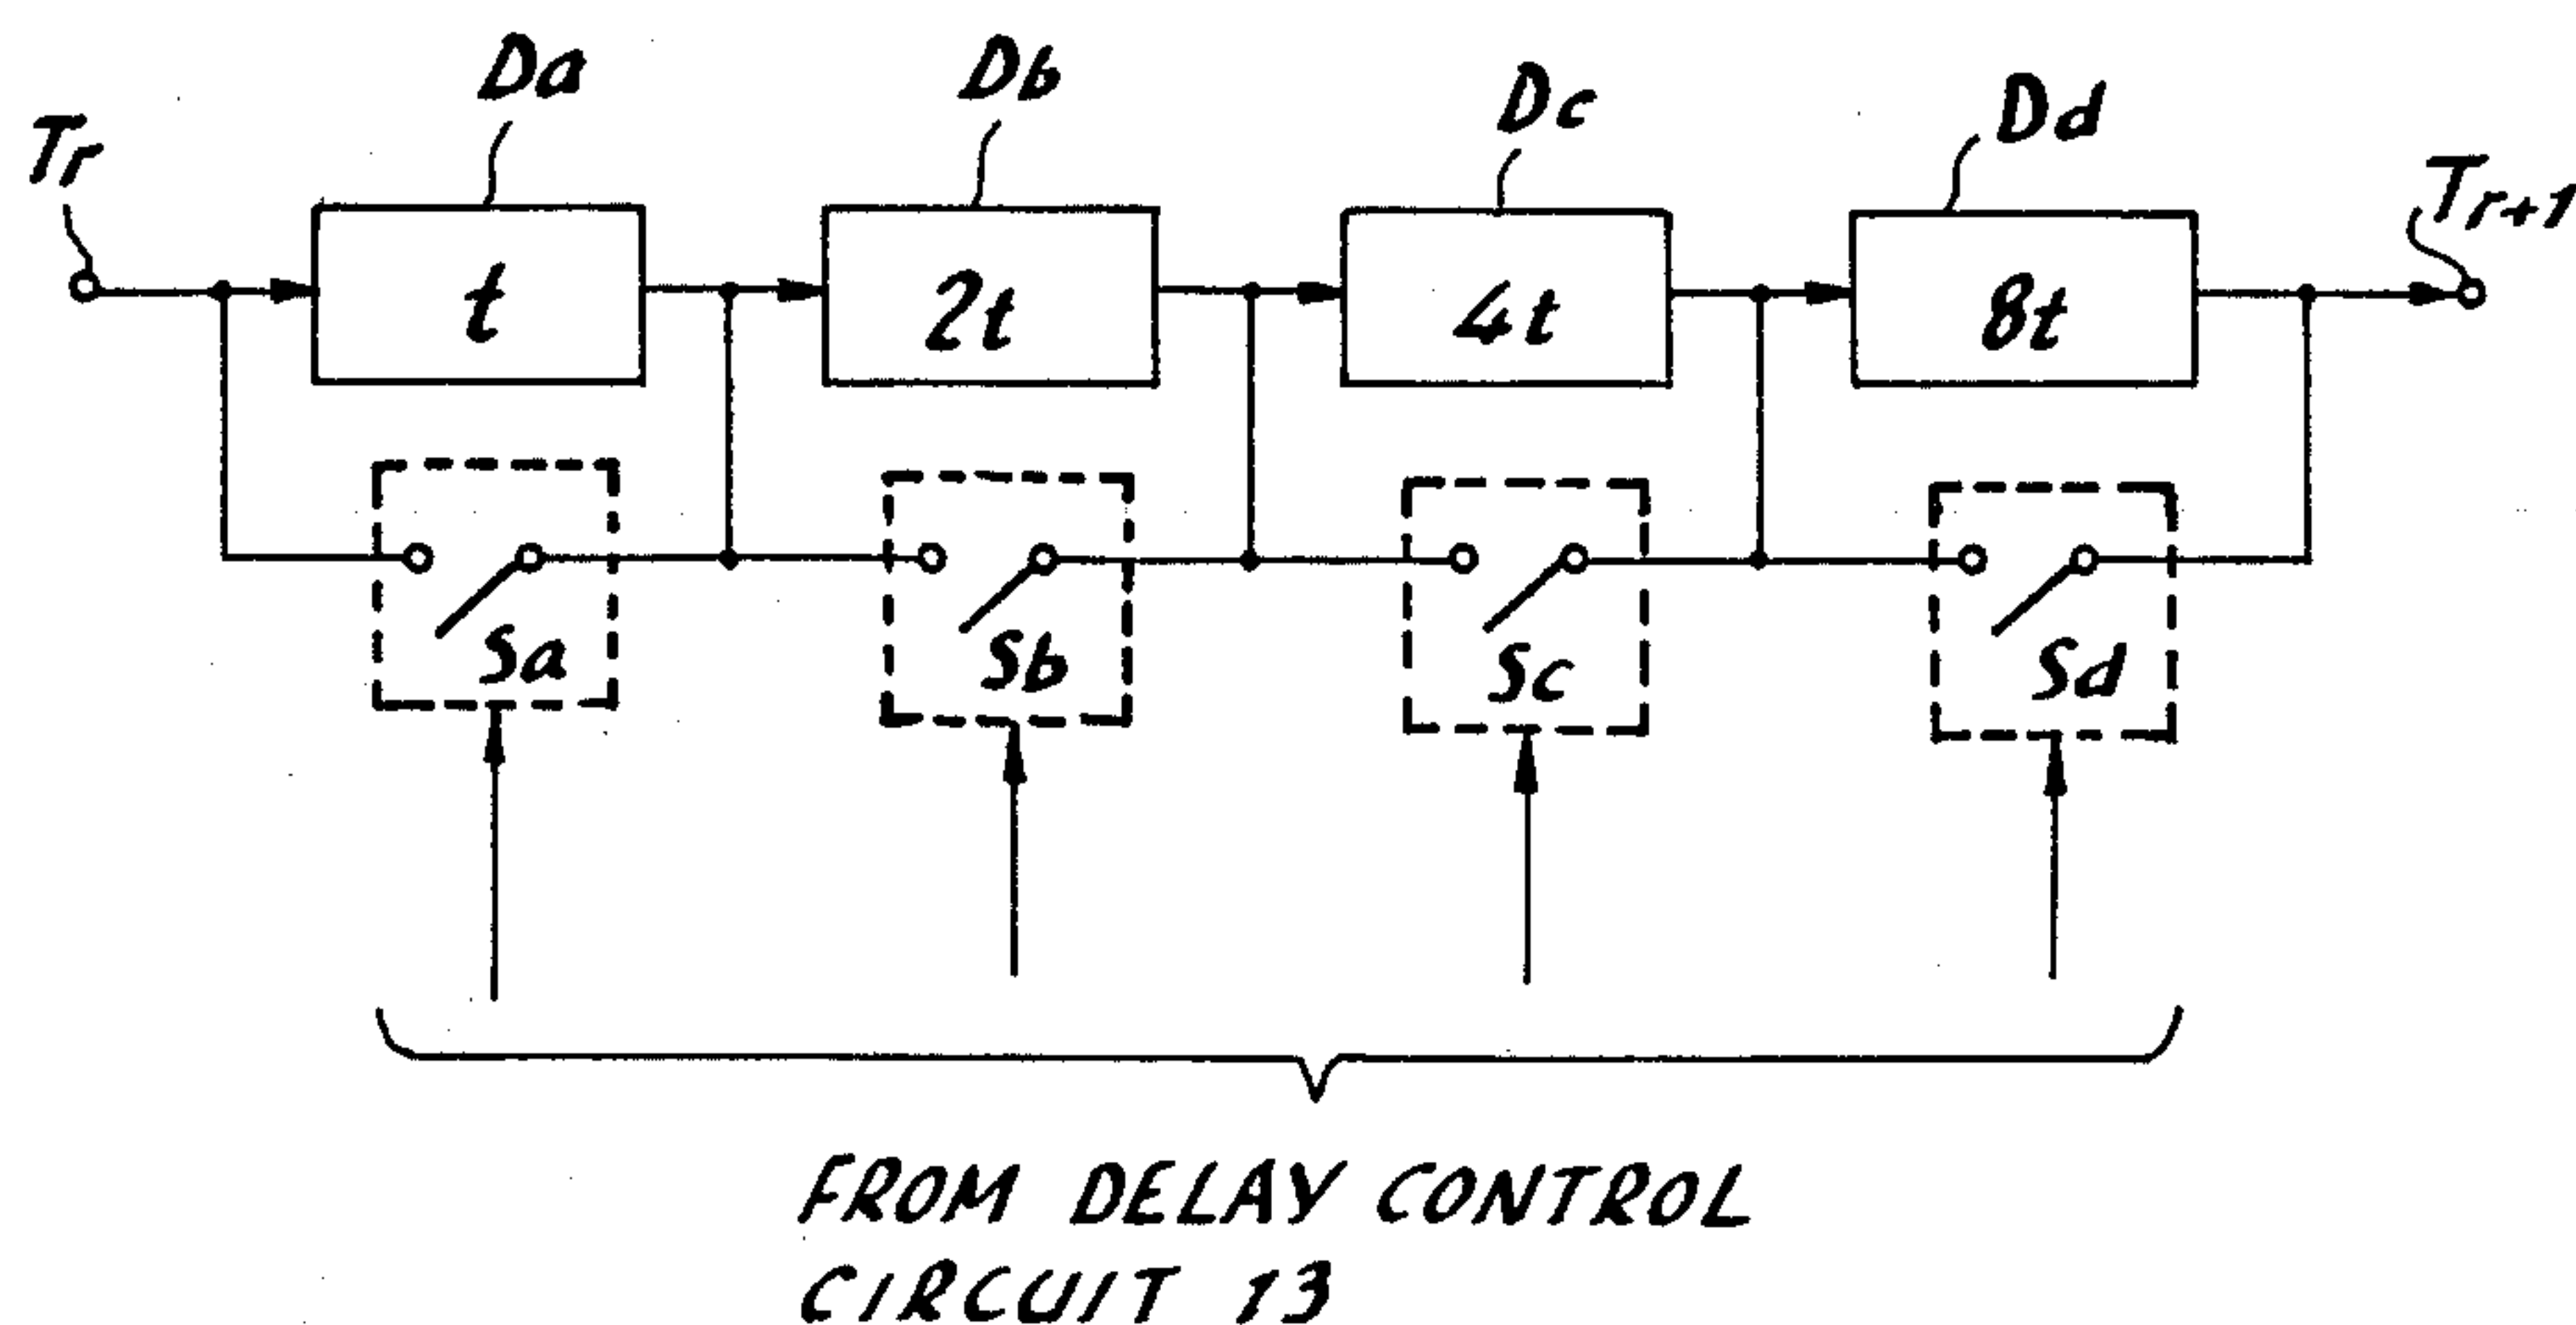 Da
Db
Dc
Dd
Tr
Tr+1
t
2t
4t
8t
Sa
Sb
Sc
Sd
FROM DELAY CONTROL
CIRCUIT 13